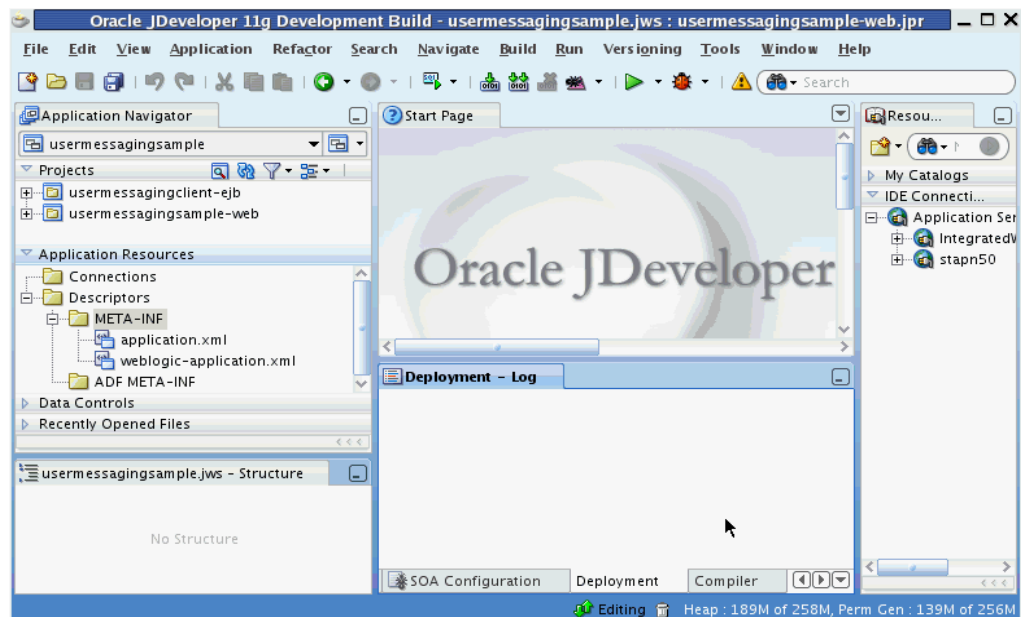 Oracle JDeveloper 11g Development Build - usermessagingsample.jws : usermessagingsample-web.jpr
File Edit View Application Refactor Search Navigate Build Run Versioning Tools Window Help
Search
Application Navigator
usermessagingsample
Projects
usermessagingclient-ejb
usermessagingsample-web
Application Resources
Connections
Descriptors
META-INF
application.xml
weblogic-application.xml
ADF META-INF
Data Controls
Recently Opened Files
usermessagingsample.jws - Structure
No Structure
Start Page
Oracle JDeveloper
Deployment - Log
SOA Configuration Deployment Compiler
Resou...
My Catalogs
IDE Connecti...
Application Ser
IntegratedW
stapn50
Editing Heap : 189M of 258M, Perm Gen : 139M of 256M